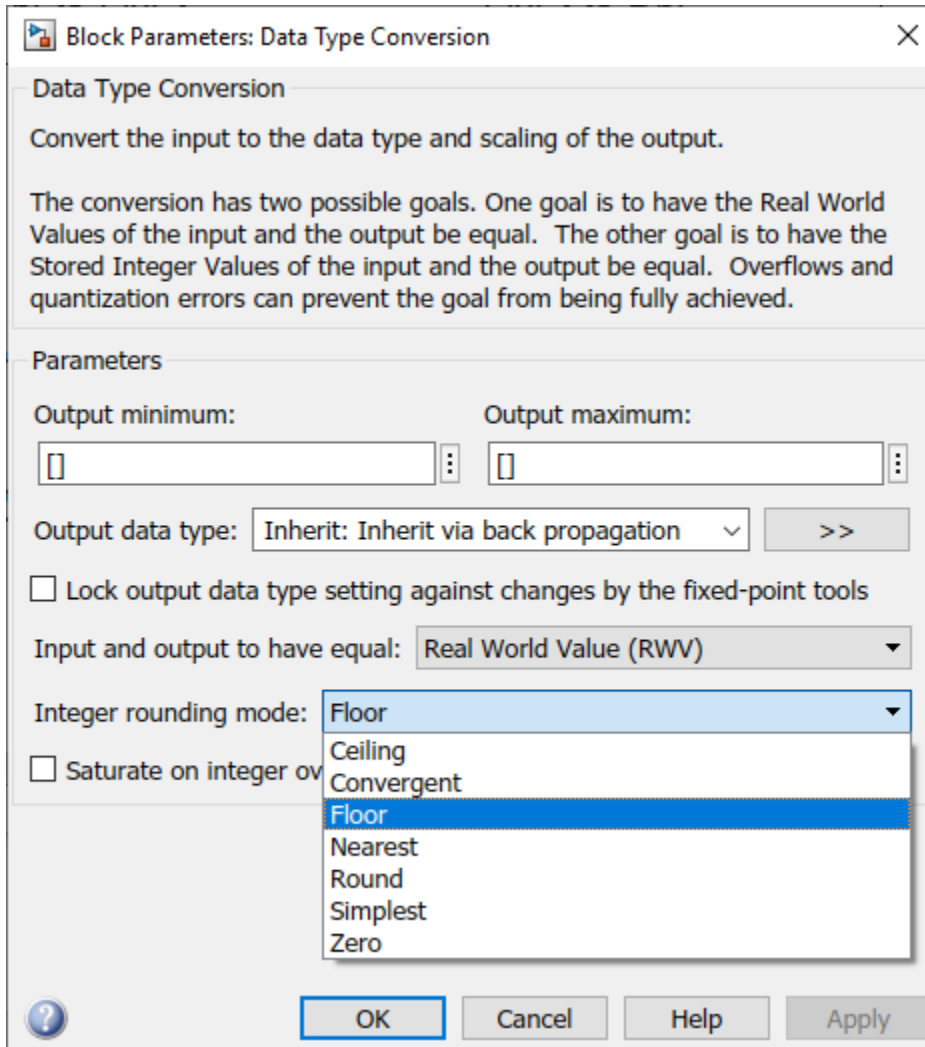 Block Parameters: Data Type Conversion
Data Type Conversion
Convert the input to the data type and scaling of the output.
The conversion has two possible goals. One goal is to have the Real World
Values of the input and the output be equal.  The other goal is to have the
Stored Integer Values of the input and the output be equal.  Overflows and
quantization errors can prevent the goal from being fully achieved.
Parameters
Output minimum: Output maximum:
[] []
Output data type: Inherit: Inherit via back propagation >>
Lock output data type setting against changes by the fixed-point tools
Input and output to have equal: Real World Value (RWV)
Integer rounding mode: Floor
Saturate on integer ov
Ceiling
Convergent
Floor
Nearest
Round
Simplest
Zero
OK Cancel Help Apply